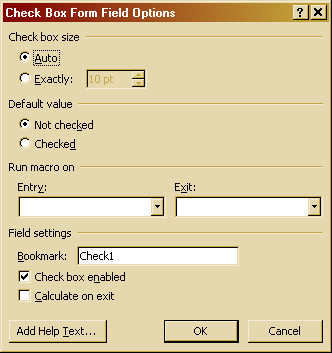 Check Box Form Field Options
Check box size
Auto
Exactly: 10 pt
Default value
Not checked
Checked
Run macro on
Entry: Exit:
Field settings
Bookmark: Check1
Check box enabled
Calculate on exit
Add Help Text... OK Cancel